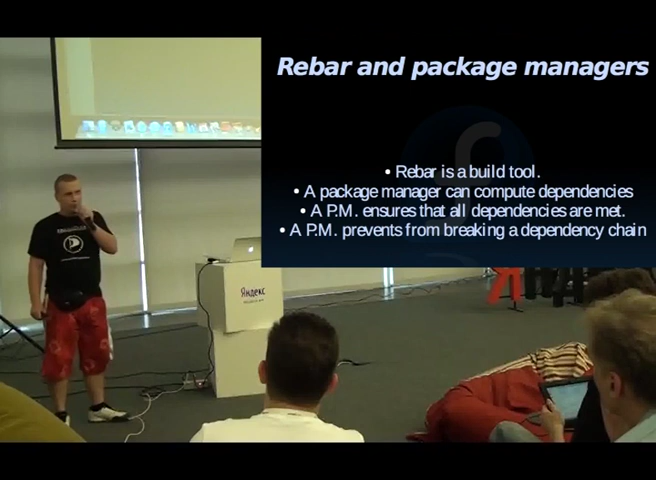 Rebar and package managers
• Rebar is a build tool.
• A package manager can compute dependencies
• A P.M. ensures that all dependencies are met.
• A P.M. prevents from breaking a dependency chain
Яндекс